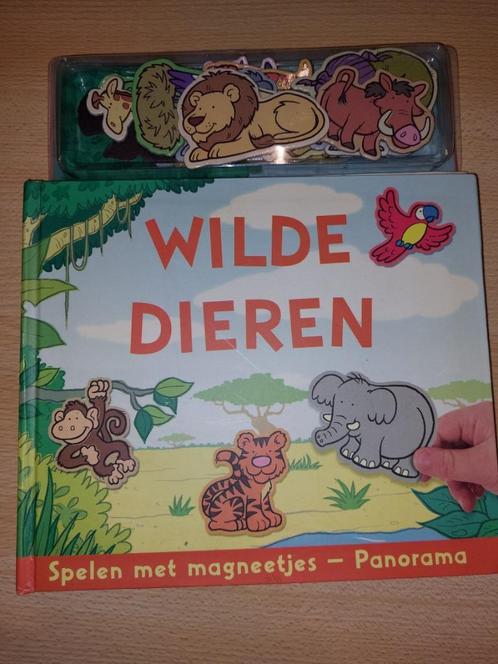 WILDE
DIEREN
Spelen met magneetjes – Panorama